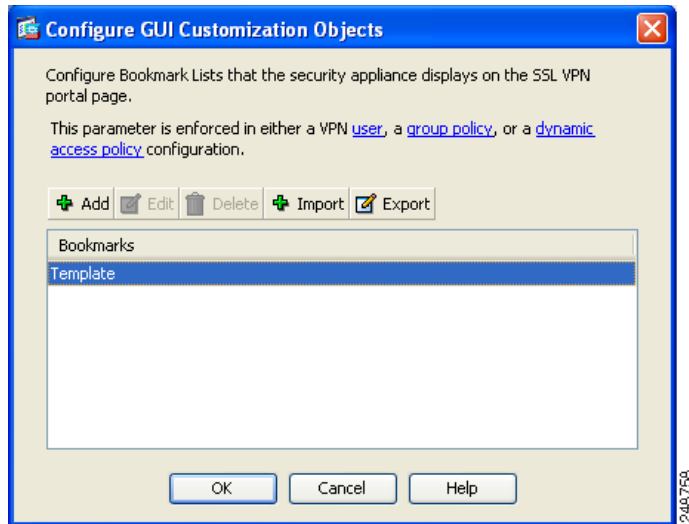 Configure GUI Customization Objects
Configure Bookmark Lists that the security appliance displays on the SSL VPN
portal page.
This parameter is enforced in either a VPN user, a group policy, or a dynamic
access policy configuration.
Add Edit Delete Import Export
Bookmarks
Template
OK Cancel Help
248758